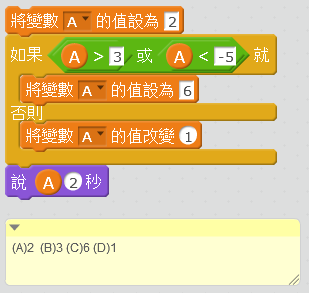 將變數 A 的值設為 2
如果 A > 3 或 A < -5 就
將變數 A 的值設為 6
否則
將變數 A 的值改變 1
說 A 2 秒
(A)2 (B)3 (C)6 (D)1